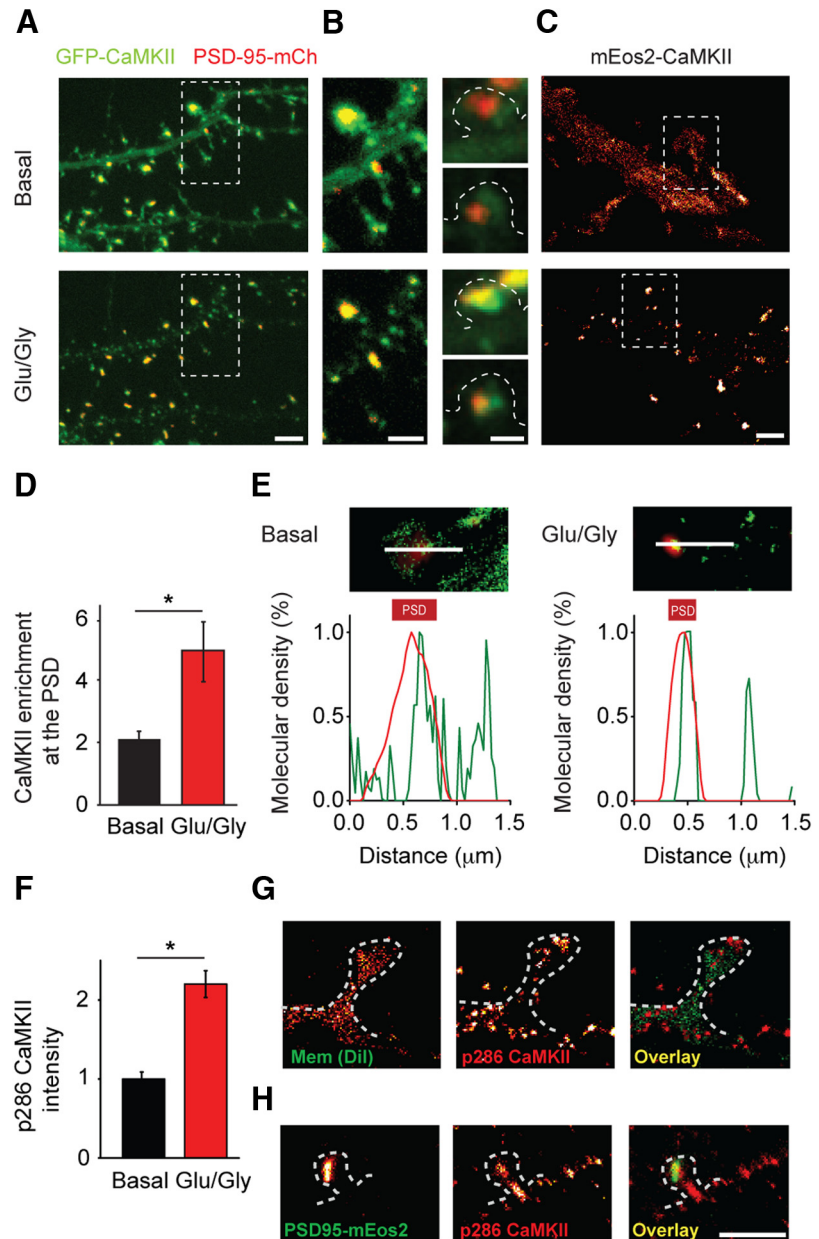 A
B
C
GFP-CaMKII PSD-95-mCh
mEos2-CaMKII
Basal
Glu/Gly
D
E
CaMKII enrichment
at the PSD
6
4
2
0
*
Basal Glu/Gly
Basal
PSD
Molecular density (%)
1.0
0.5
0.0
0.0 0.5 1.0 1.5
Distance (μm)
Glu/Gly
PSD
Molecular density (%)
1.0
0.5
0.0
0.0 0.5 1.0 1.5
Distance (μm)
F
G
p286 CaMKII
intensity
2
1
0
*
Basal Glu/Gly
Mem (DiI)
p286 CaMKII
Overlay
H
PSD95-mEos2
p286 CaMKII
Overlay